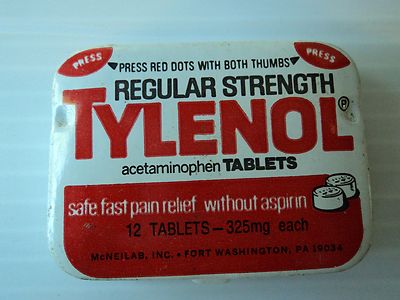 PRESS PRESS
PRESS RED DOTS WITH BOTH THUMBS
REGULAR STRENGTH
TYLENOL®
acetaminophen TABLETS
safe fast pain relief without aspirin
12 TABLETS — 325mg each
McNEILAB, INC. • FORT WASHINGTON, PA 19034